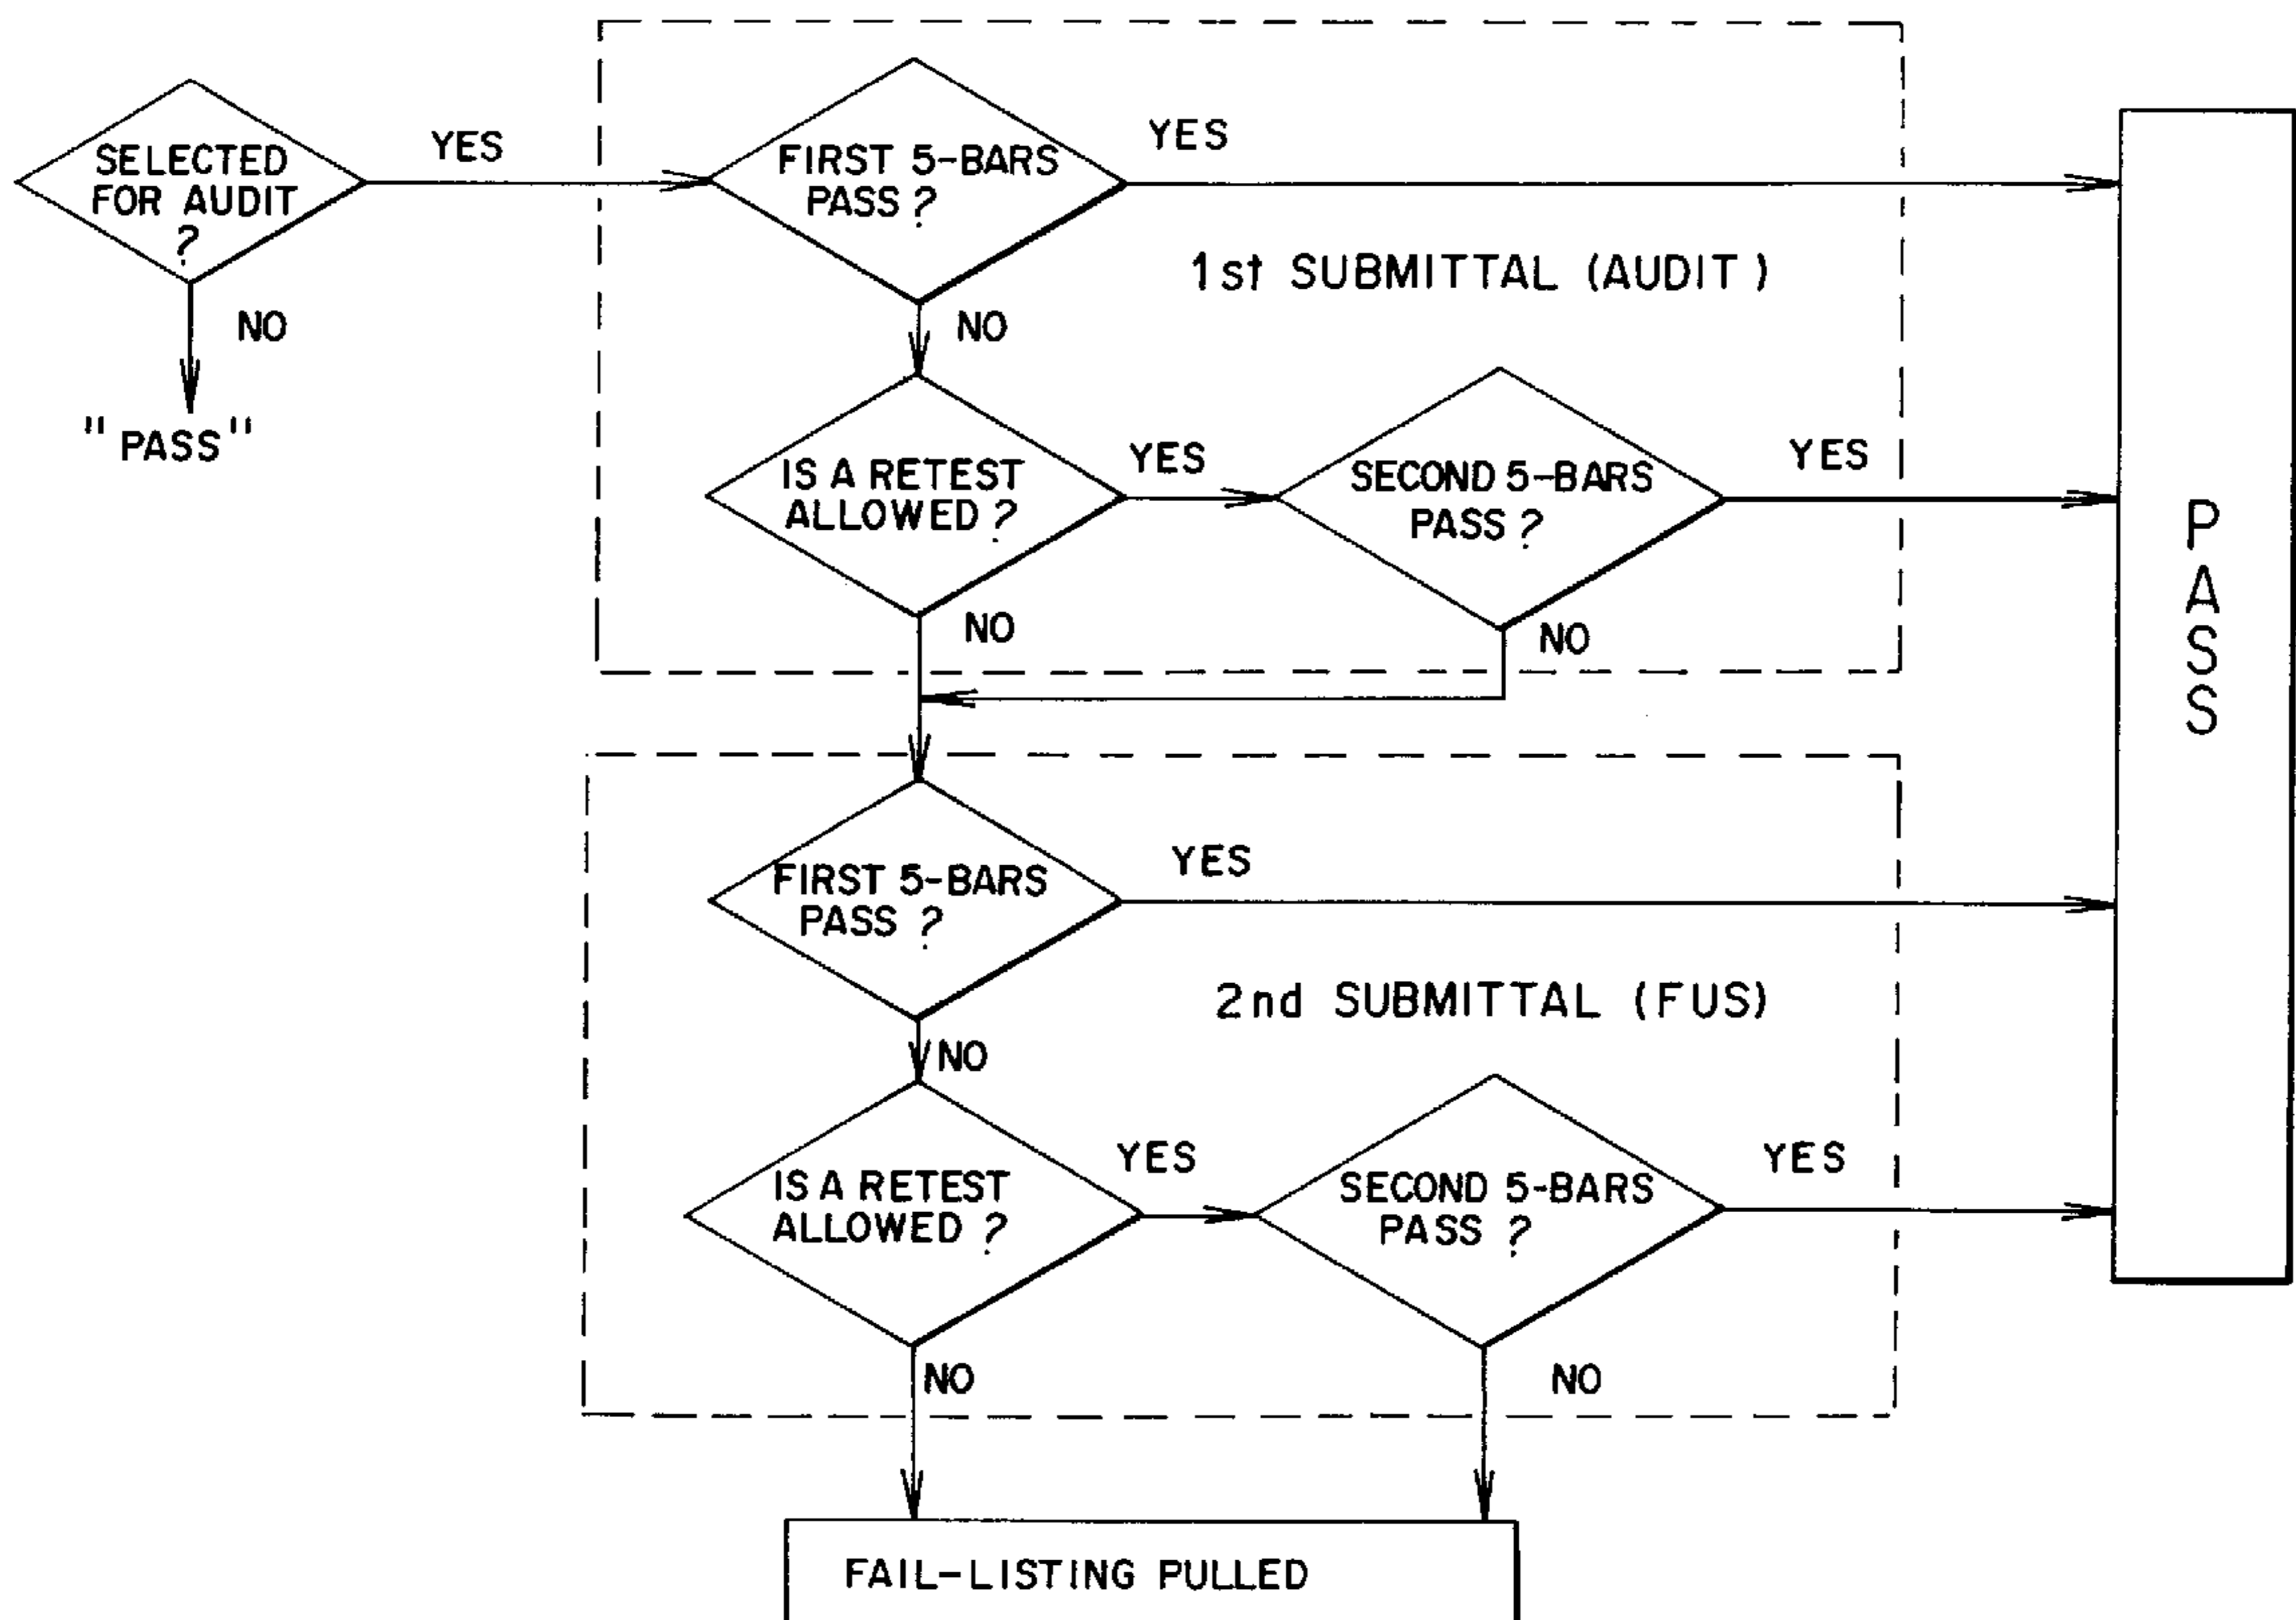 SELECTED
FOR AUDIT
?
YES
NO
"PASS"
FIRST 5-BARS
PASS ?
YES
1st SUBMITTAL (AUDIT)
NO
IS A RETEST
ALLOWED ?
YES
SECOND 5-BARS
PASS ?
YES
NO
NO
FIRST 5-BARS
PASS ?
YES
2nd SUBMITTAL (FUS)
NO
IS A RETEST
ALLOWED ?
YES
SECOND 5-BARS
PASS ?
YES
NO
NO
FAIL-LISTING PULLED
PASS